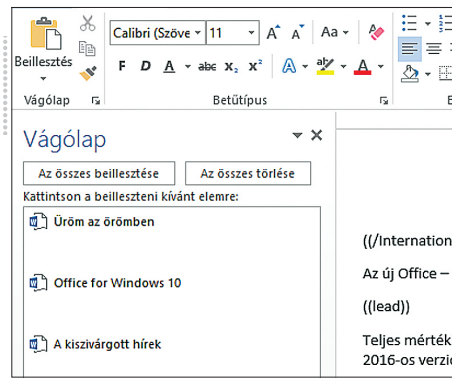 Calibri (Szöve 11 A A Aa
Beillesztés
F D A abc X₂ X² A ab A
Vágólap Betűtípus
Vágólap
Az összes beillesztése Az összes törlése
Kattintson a beilleszteni kívánt elemre:
Üröm az örömben
Office for Windows 10
A kiszivárgott hírek
((/Internation
Az új Office –
((lead))
Teljes mérték
2016-os verzió